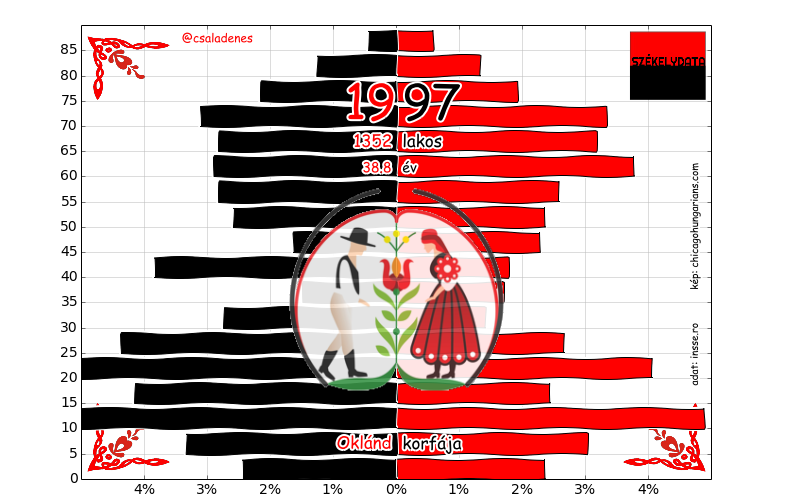 @csaladenes
SZÉKELYDATA
1997
1352 lakos
38.8 év
kép: chicagohungarians.com
adat: insse.ro
Oklánd korfája
85
80
75
70
65
60
55
50
45
40
35
30
25
20
15
10
5
0
4% 3% 2% 1% 0% 1% 2% 3% 4%